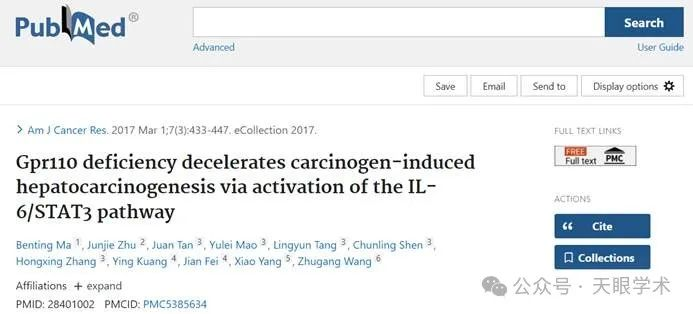 PubMed®
Search
Advanced
User Guide
Save
Email
Send to
Display options
Am J Cancer Res. 2017 Mar 1;7(3):433-447. eCollection 2017.
Gpr110 deficiency decelerates carcinogen-induced
hepatocarcinogenesis via activation of the IL-
6/STAT3 pathway
Benting Ma 1, Junjie Zhu 2, Juan Tan 3, Yulei Mao 3, Lingyun Tang 3, Chunling Shen 3,
Hongxing Zhang 3, Ying Kuang 4, Jian Fei 4, Xiao Yang 5, Zhugang Wang 6
Affiliations + expand
PMID: 28401002 PMCID: PMC5385634
FULL TEXT LINKS
FREE
Full text
PMC
ACTIONS
Cite
Collections
公众号 · 天眼学术